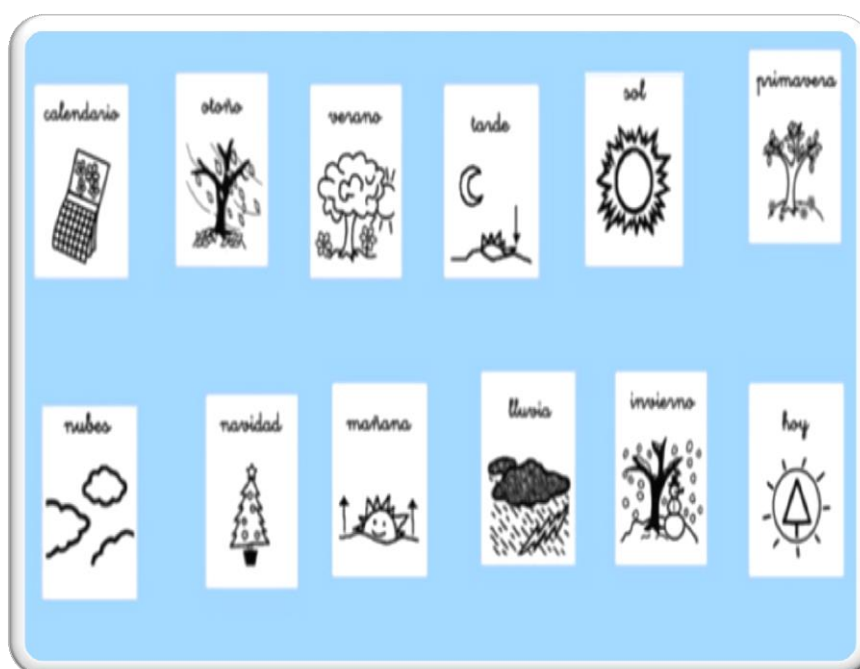 calendario
otoño
verano
tarde
sol
primavera
nubes
navidad
mañana
lluvia
invierno
hoy